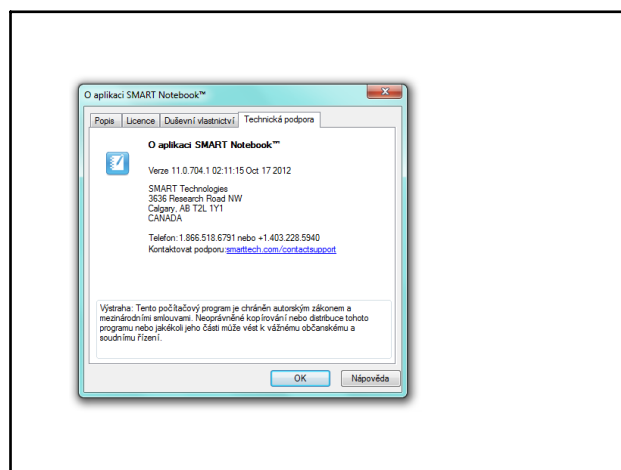 O aplikaci SMART Notebook™
Popis Licence Duševní vlastnictví Technická podpora
O aplikaci SMART Notebook™
Verze 11.0.704.1 02:11:15 Oct 17 2012
SMART Technologies
3636 Research Road NW
Calgary, AB T2L 1Y1
CANADA
Telefon: 1.866.518.6791 nebo +1.403.228.5940
Kontaktovat podporu:smarttech.com/contactsupport
Výstraha: Tento počítačový program je chráněn autorským zákonem a
mezinárodními smlouvami. Neoprávněné kopírování nebo distribuce tohoto
programu nebo jakékoli jeho části může vést k vážnému občanskému a
soudnímu řízení.
OK Nápověda